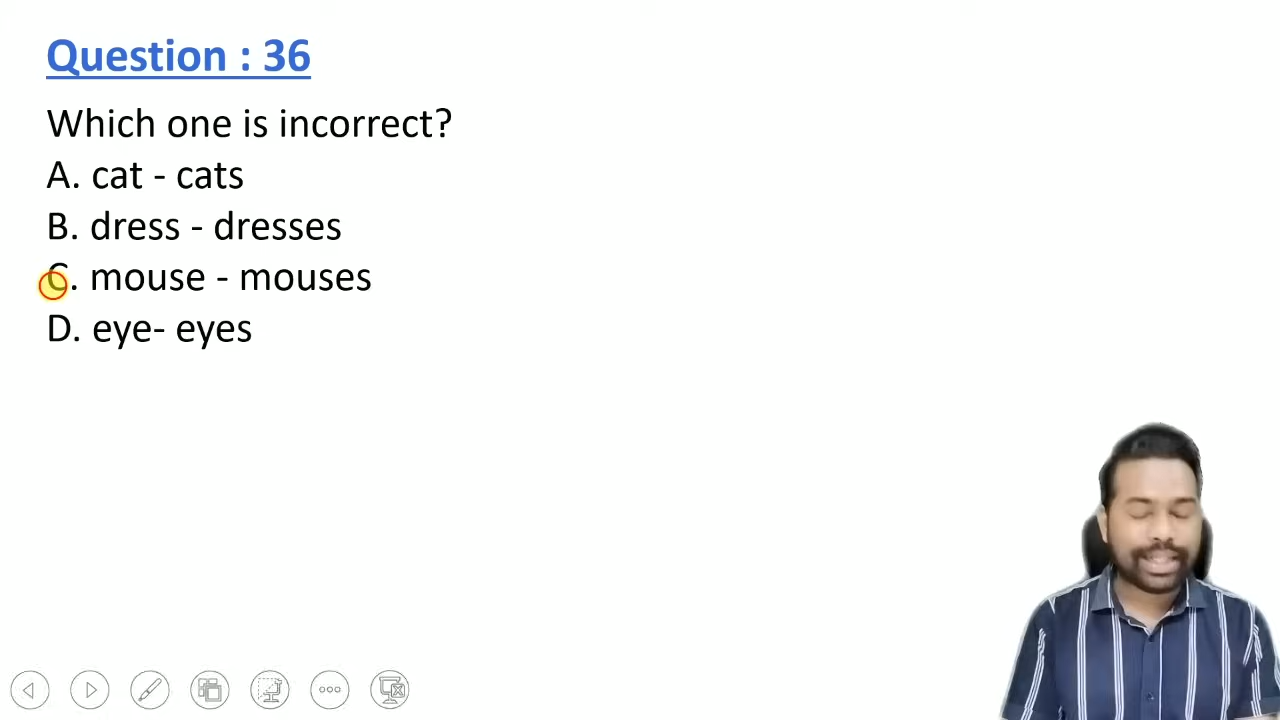 Question : 36
Which one is incorrect?
A. cat - cats
B. dress - dresses
C. mouse - mouses
D. eye- eyes